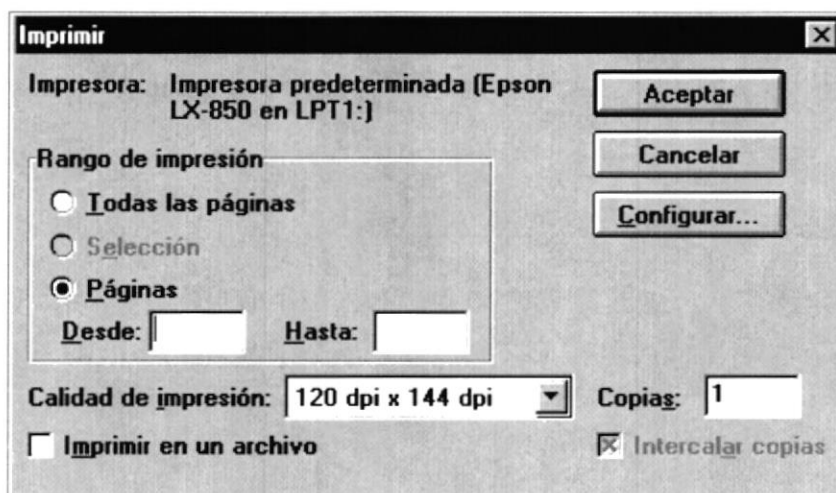 Imprimir
Impresora: Impresora predeterminada (Epson
LX-850 en LPT1:)
Aceptar
Cancelar
Configurar...
Rango de impresión
Todas las páginas
Selección
Páginas
Desde: Hasta:
Calidad de impresión: 120 dpi x 144 dpi
Copias: 1
Imprimir en un archivo
Intercalar copias